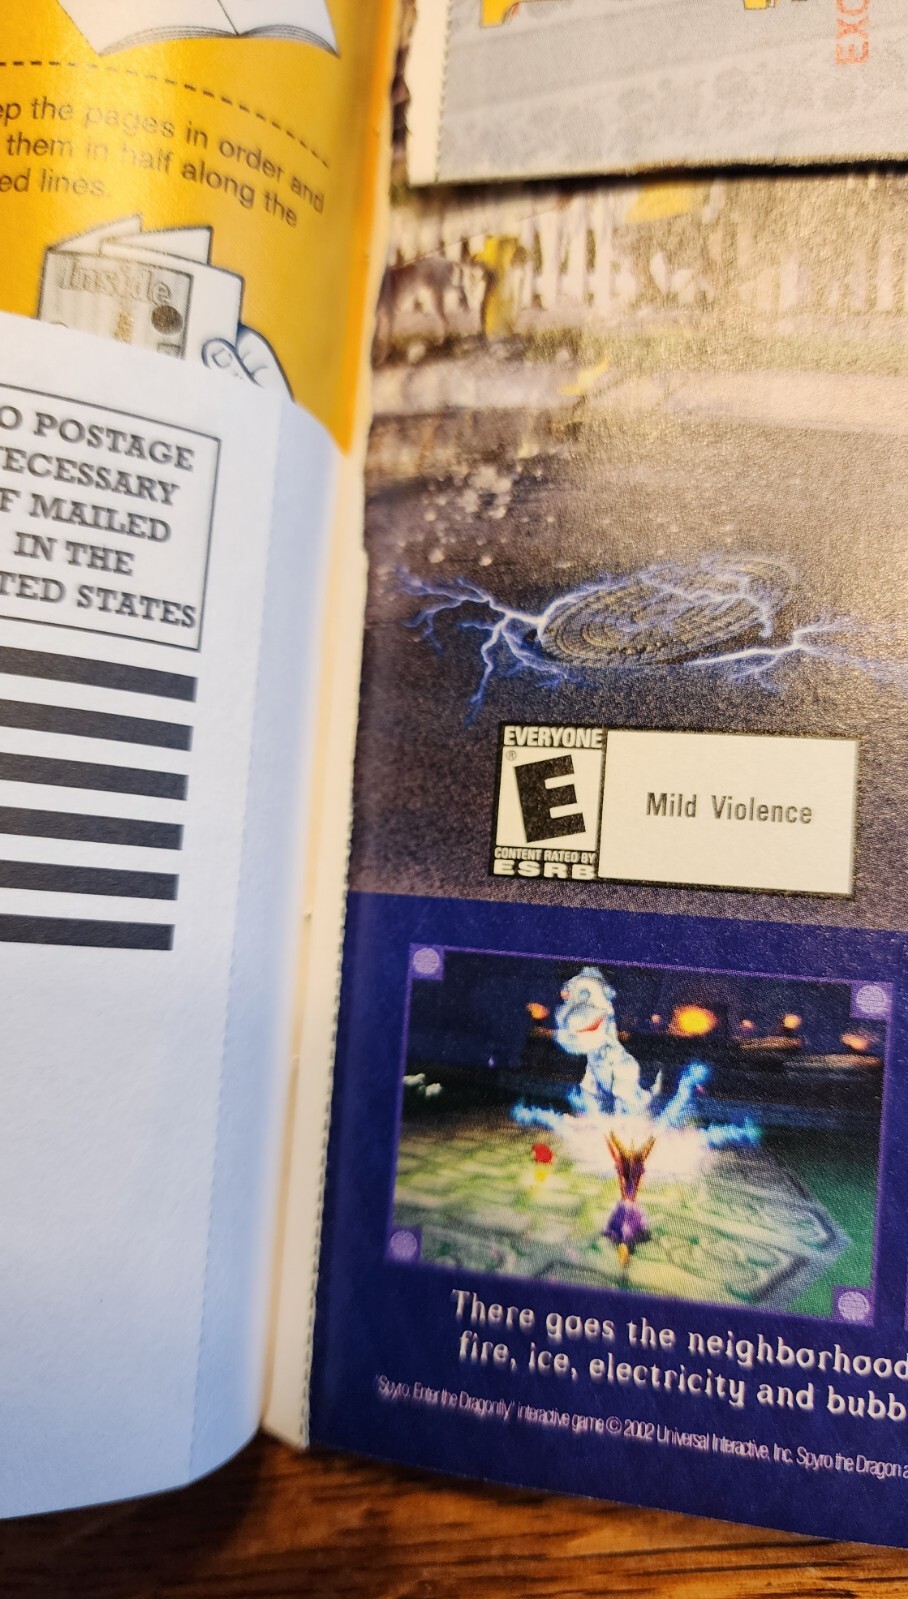 ep the pages in order and
them in half along the
ed lines.
Inside
O POSTAGE
ECESSARY
F MAILED
IN THE
TED STATES
EXC
EVERYONE
E
®
CONTENT RATED BY
ESRB
Mild Violence
There goes the neighborhood
fire, ice, electricity and bubb
"Spyro: Enter the Dragonfly" interactive game © 2002 Universal Interactive, Inc. Spyro the Dragon a